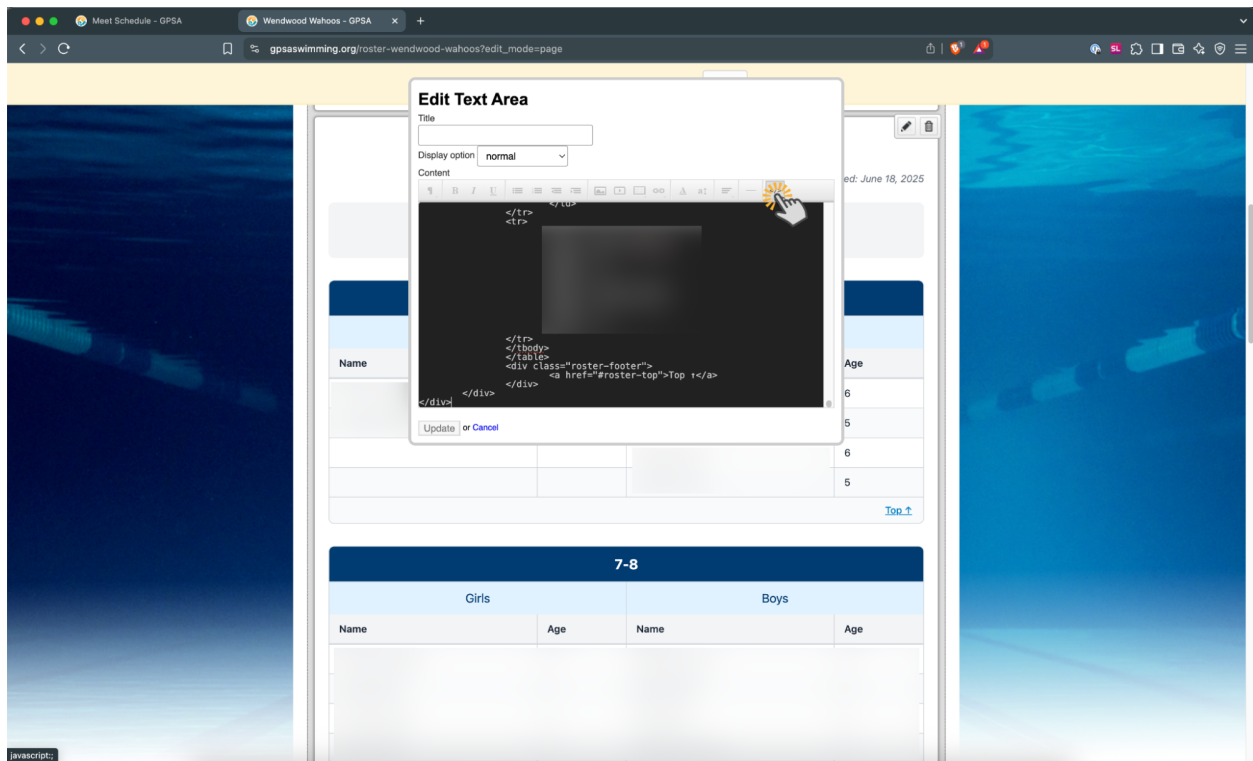 Meet Schedule - GPSA
Wendwood Wahoos - GPSA
gpsaswimming.org/roster-wendwood-wahoos?edit_mode=page
SL
Edit Text Area
Title
Display option normal
Content
B I U
ed: June 18, 2025
</td>
</tr>
<tr>
</tr>
</tbody>
</table>
<div class="roster-footer">
<a href="#roster-top">Top ↑</a>
</div>
</div>
</div>
Update or Cancel
Name Age
6
5
6
5
Top ↑
7-8
Girls Boys
Name Age Name Age
javascript:;